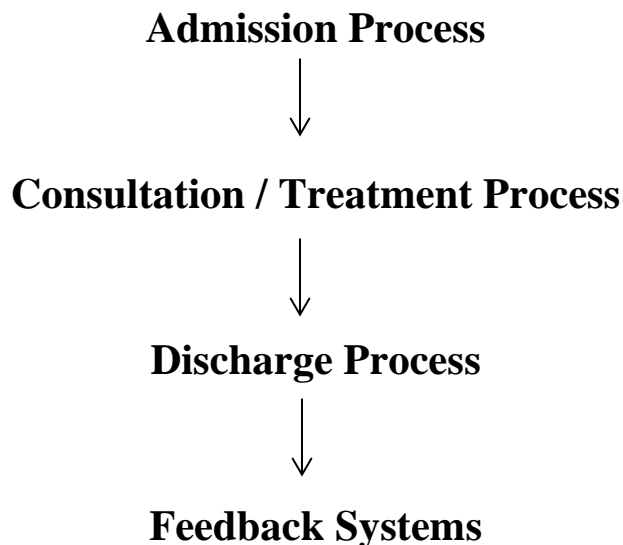 Admission Process
Consultation / Treatment Process
Discharge Process
Feedback Systems